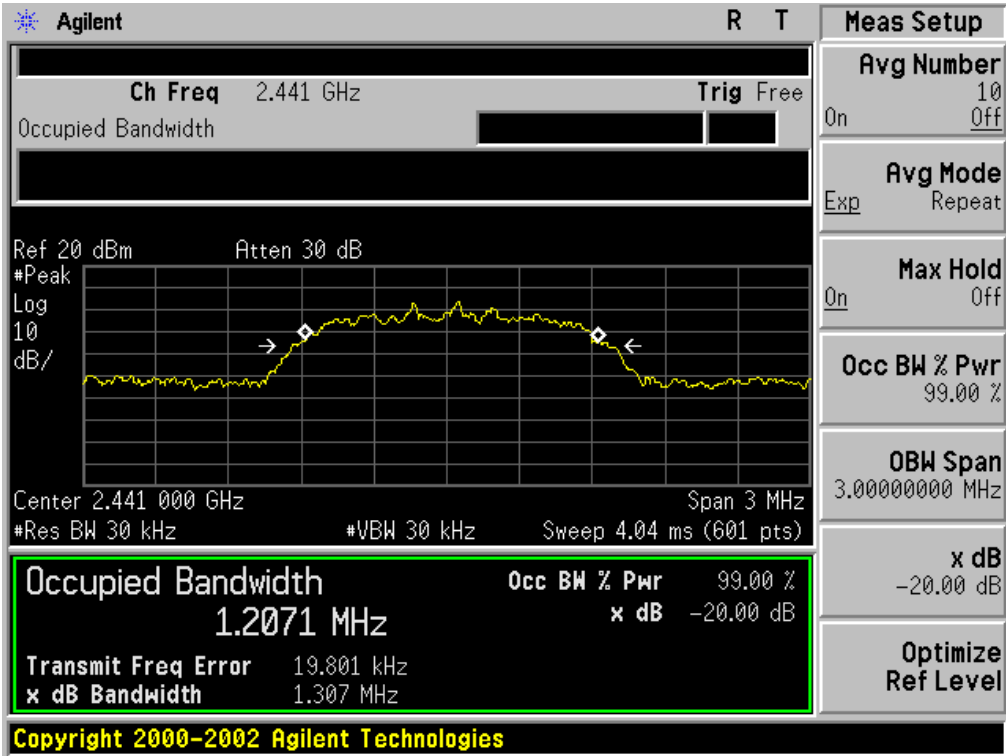 Agilent R T
Ch Freq 2.441 GHz Trig Free
Occupied Bandwidth
Ref 20 dBm Atten 30 dB
#Peak
Log
10
dB/
Center 2.441 000 GHz Span 3 MHz
#Res BW 30 kHz #VBW 30 kHz Sweep 4.04 ms (601 pts)
Occupied Bandwidth Occ BW % Pwr 99.00 %
1.2071 MHz x dB -20.00 dB
Transmit Freq Error 19.801 kHz
x dB Bandwidth 1.307 MHz
Copyright 2000-2002 Agilent Technologies
Meas Setup
Avg Number
10
On Off
Avg Mode
Exp Repeat
Max Hold
On Off
Occ BW % Pwr
99.00 %
OBW Span
3.00000000 MHz
x dB
-20.00 dB
Optimize
Ref Level